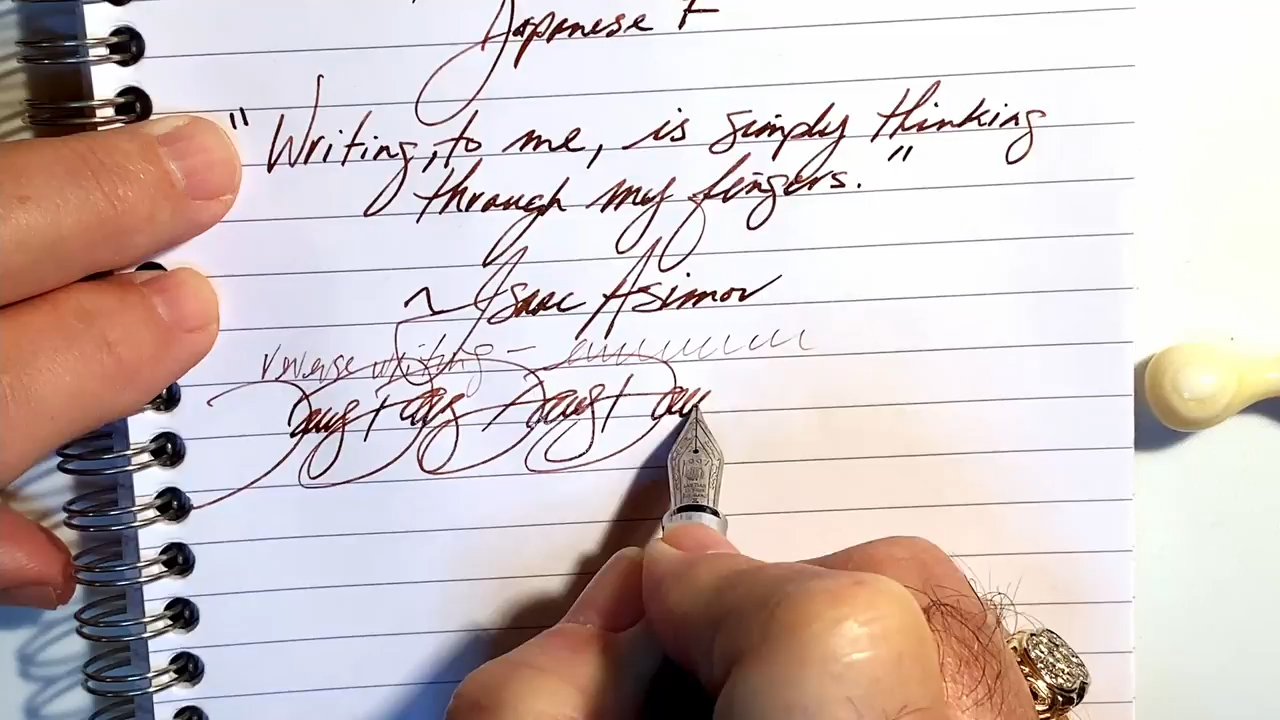 Japanese F
"Writing, to me, is simply thinking
through my fingers."
~ Isaac Asimov
reverse writing -